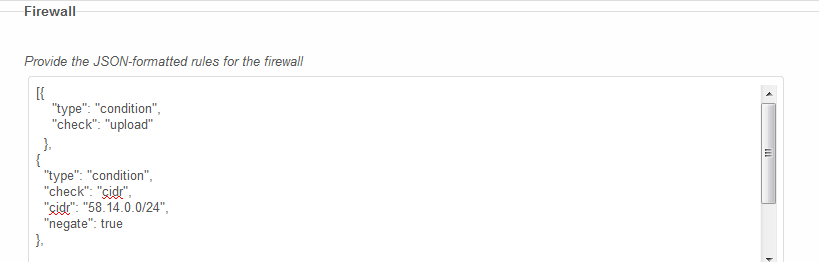 Firewall
Provide the JSON-formatted rules for the firewall
[{
"type": "condition",
"check": "upload"
},
{
"type": "condition",
"check": "cidr",
"cidr": "58.14.0.0/24",
"negate": true
},